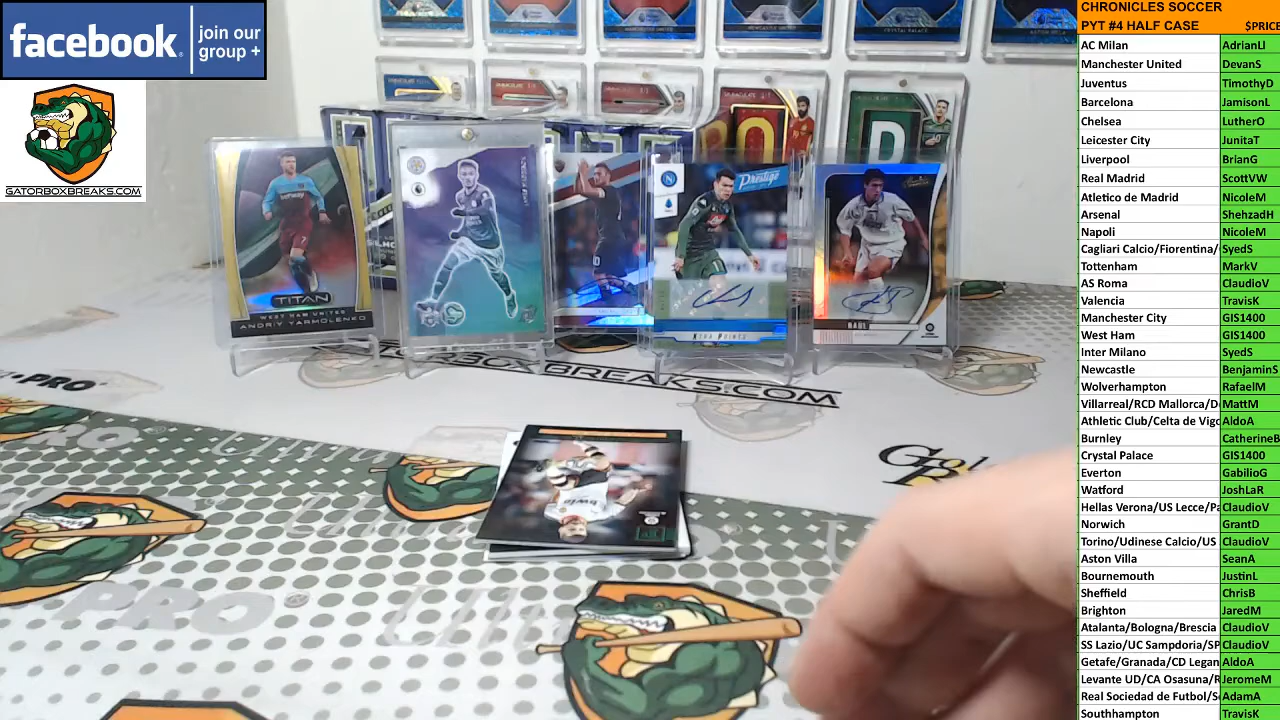 facebook. join our
group +
GATORBOXBREAKS.COM
TITAN
WEST HAM UNITED
ANDRIY YARMOLENKO
Prestige
RAUL
BOXBREAKS.COM
PRO
PRO
PRO
CHRONICLES SOCCER
PYT #4 HALF CASE $PRICE
AC Milan AdrianLI
Manchester United DevanS
Juventus TimothyD
Barcelona JamisonL
Chelsea LutherO
Leicester City JunitaT
Liverpool BrianG
Real Madrid ScottVW
Atletico de Madrid NicoleM
Arsenal ShehzadH
Napoli NicoleM
Cagliari Calcio/Fiorentina/ SyedS
Tottenham MarkV
AS Roma ClaudioV
Valencia TravisK
Manchester City GIS1400
West Ham GIS1400
Inter Milano SyedS
Newcastle BenjaminS
Wolverhampton RafaelM
Villarreal/RCD Mallorca/D MattM
Athletic Club/Celta de Vigo AldoA
Burnley CatherineB
Crystal Palace GIS1400
Everton GabilioG
Watford JoshLaR
Hellas Verona/US Lecce/Pa ClaudioV
Norwich GrantD
Torino/Udinese Calcio/US ClaudioV
Aston Villa SeanA
Bournemouth JustinL
Sheffield ChrisB
Brighton JaredM
Atalanta/Bologna/Brescia ClaudioV
SS Lazio/UC Sampdoria/SP ClaudioV
Getafe/Granada/CD Legan AldoA
Levante UD/CA Osasuna/R JeromeM
Real Sociedad de Futbol/S AdamA
Southhampton TravisK